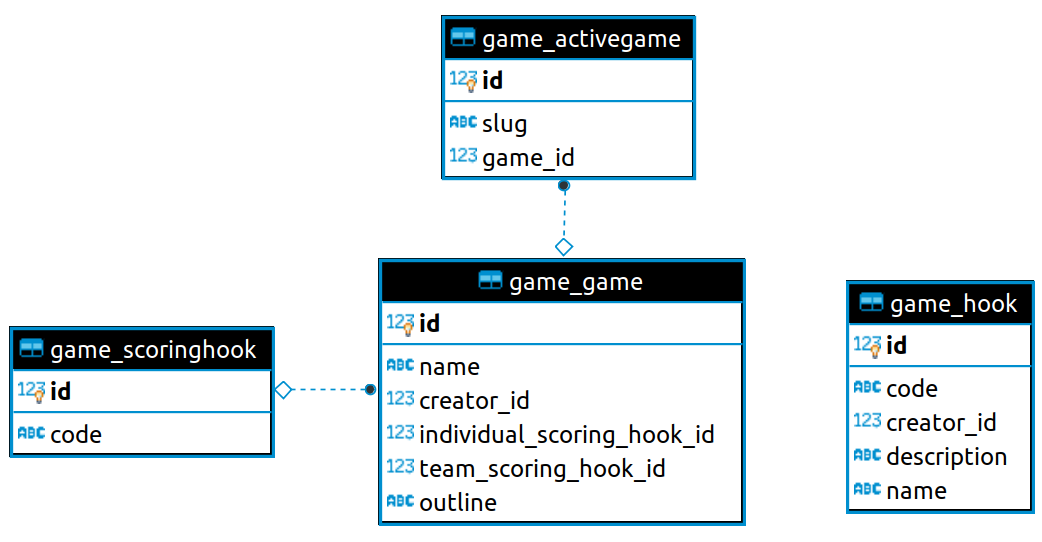 game_activegame
123 id
ABC slug
123 game_id
game_game
123 id
ABC name
123 creator_id
123 individual_scoring_hook_id
123 team_scoring_hook_id
ABC outline
game_scoringhook
123 id
ABC code
game_hook
123 id
ABC code
123 creator_id
ABC description
ABC name